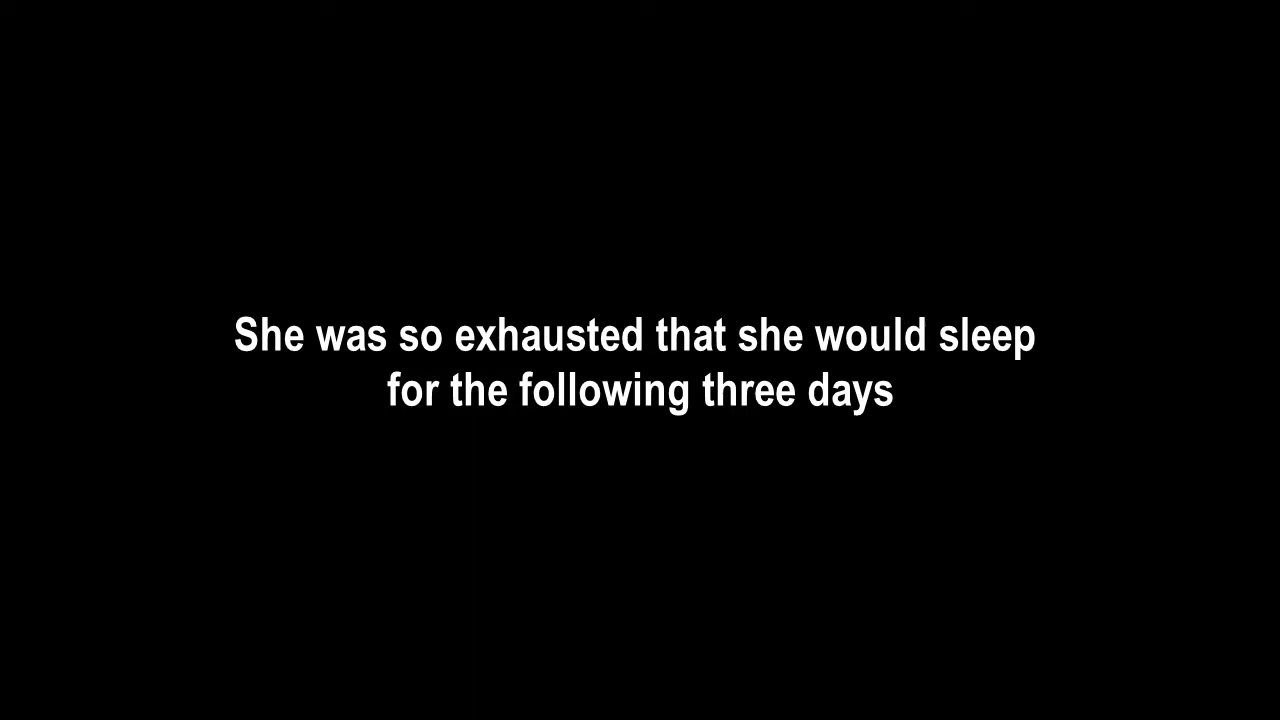 She was so exhausted that she would sleep
for the following three days